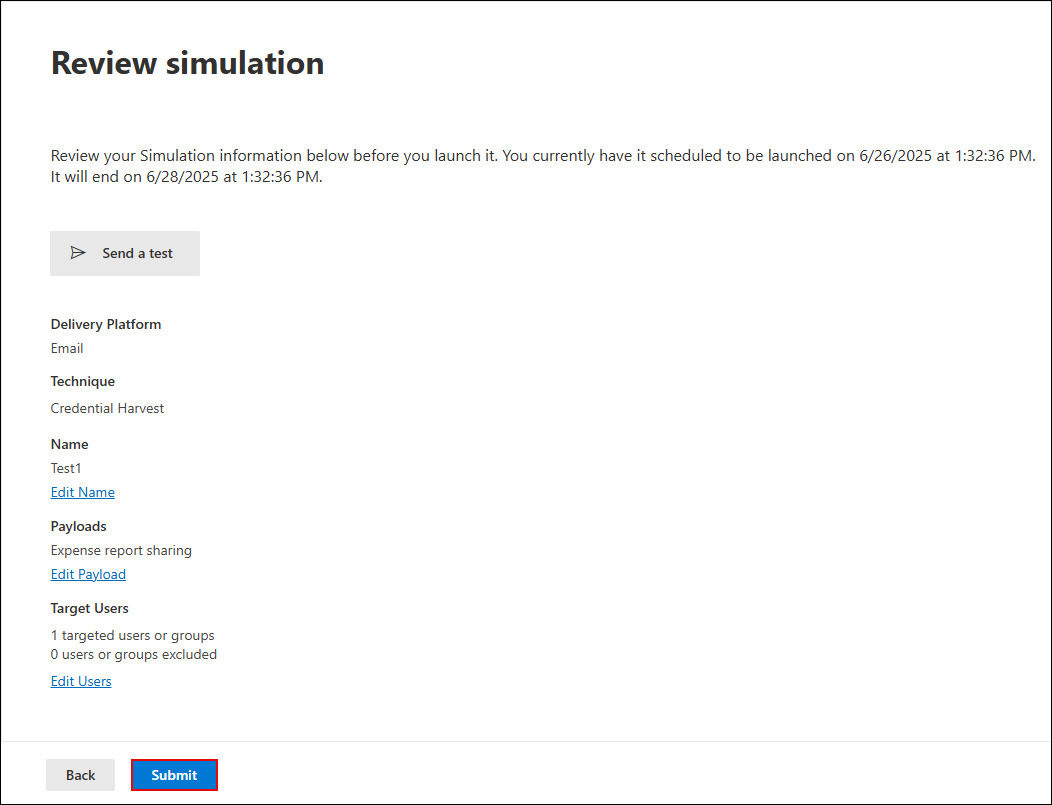 Review simulation
Review your Simulation information below before you launch it. You currently have it scheduled to be launched on 6/26/2025 at 1:32:36 PM.
It will end on 6/28/2025 at 1:32:36 PM.
Send a test
Delivery Platform
Email
Technique
Credential Harvest
Name
Test1
Edit Name
Payloads
Expense report sharing
Edit Payload
Target Users
1 targeted users or groups
0 users or groups excluded
Edit Users
Back
Submit